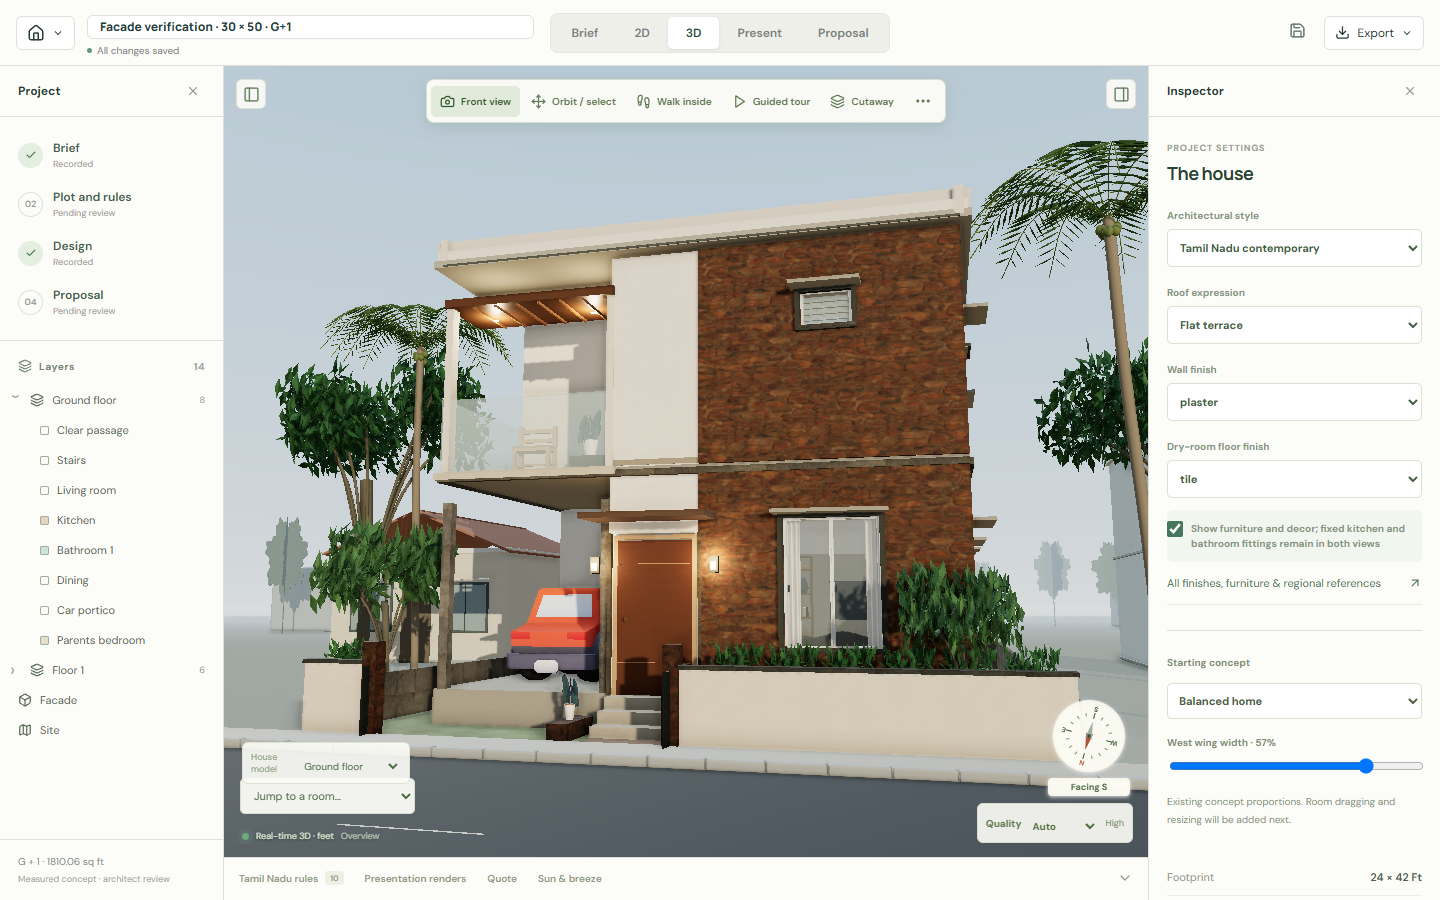 Facade verification · 30 × 50 · G+1
All changes saved
Brief
2D
3D
Present
Proposal
Export
Project
Brief
Recorded
02
Plot and rules
Pending review
Design
Recorded
04
Proposal
Pending review
Layers
14
Ground floor
8
Clear passage
Stairs
Living room
Kitchen
Bathroom 1
Dining
Car portico
Parents bedroom
Floor 1
6
Facade
Site
G + 1 · 1810.06 sq ft
Measured concept · architect review
Front view
Orbit / select
Walk inside
Guided tour
Cutaway
House model
Ground floor
Jump to a room...
Real-time 3D · feet
Overview
S
E
W
N
Facing S
Quality
Auto
High
Tamil Nadu rules
10
Presentation renders
Quote
Sun & breeze
Inspector
PROJECT SETTINGS
The house
Architectural style
Tamil Nadu contemporary
Roof expression
Flat terrace
Wall finish
plaster
Dry-room floor finish
tile
Show furniture and decor; fixed kitchen and
bathroom fittings remain in both views
All finishes, furniture & regional references
Starting concept
Balanced home
West wing width · 57%
Existing concept proportions. Room dragging and
resizing will be added next.
Footprint
24 × 42 Ft